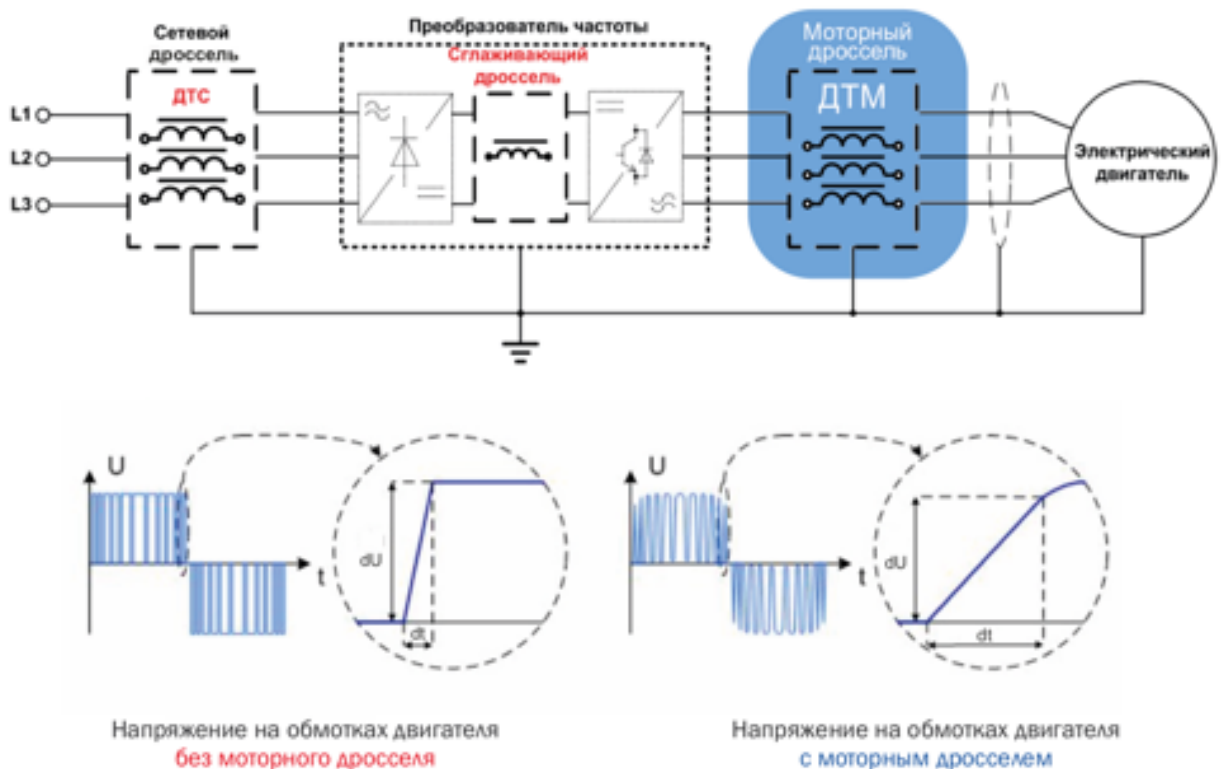 Преобразователь частоты
Сетевой
дроссель
Моторный
дроссель
Сглаживающий
дроссель
ДТС
ДТМ
L1
L2
L3
Электрический
двигатель
U
t
dU
dt
U
t
dU
dt
Напряжение на обмотках двигателя
без моторного дросселя
Напряжение на обмотках двигателя
с моторным дросселем